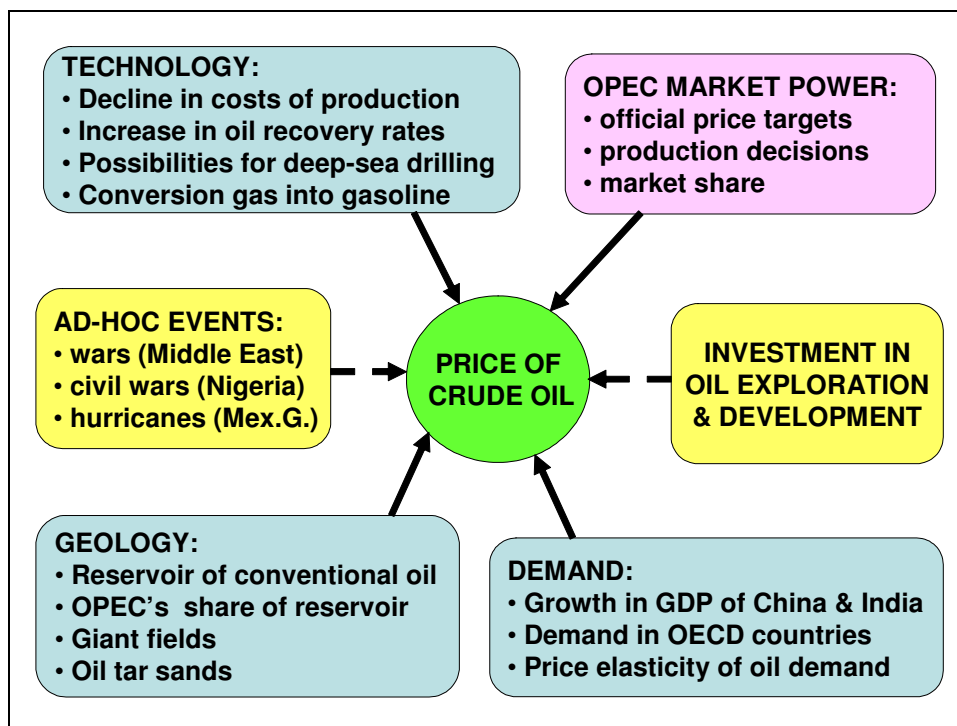 TECHNOLOGY:
• Decline in costs of production
• Increase in oil recovery rates
• Possibilities for deep-sea drilling
• Conversion gas into gasoline
OPEC MARKET POWER:
• official price targets
• production decisions
• market share
AD-HOC EVENTS:
• wars (Middle East)
• civil wars (Nigeria)
• hurricanes (Mex.G.)
PRICE OF
CRUDE OIL
INVESTMENT IN
OIL EXPLORATION
& DEVELOPMENT
GEOLOGY:
• Reservoir of conventional oil
• OPEC's share of reservoir
• Giant fields
• Oil tar sands
DEMAND:
• Growth in GDP of China & India
• Demand in OECD countries
• Price elasticity of oil demand